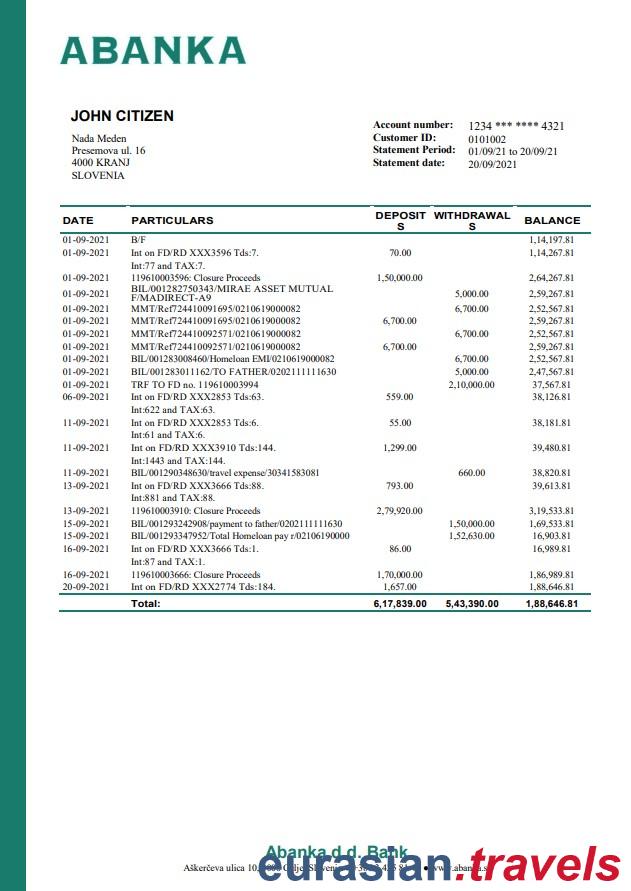 ABANKA
JOHN CITIZEN
Nada Meden
Presemova ul. 16
4000 KRANJ
SLOVENIA
Account number: 1234 *** **** 4321
Customer ID: 0101002
Statement Period: 01/09/21 to 20/09/21
Statement date: 20/09/2021
DATE PARTICULARS DEPOSIT WITHDRAWAL BALANCE
S S
01-09-2021 B/F 1,14,197.81
01-09-2021 Int on FD/RD XXX3596 Tds:7. 70.00 1,14,267.81
Int:77 and TAX:7.
01-09-2021 119610003596: Closure Proceeds 1,50,000.00 2,64,267.81
01-09-2021 BIL/001282750343/MIRAE ASSET MUTUAL 5,000.00 2,59,267.81
F/MADIRECT-A9
01-09-2021 MMT/Ref724410091695/0210619000082 6,700.00 2,52,567.81
01-09-2021 MMT/Ref724410091695/0210619000082 6,700.00 2,59,267.81
01-09-2021 MMT/Ref724410092571/0210619000082 6,700.00 2,52,567.81
01-09-2021 MMT/Ref724410092571/0210619000082 6,700.00 2,59,267.81
01-09-2021 BIL/001283008460/Homeloan EMI/0210619000082 6,700.00 2,52,567.81
01-09-2021 BIL/001283011162/TO FATHER/0202111111630 5,000.00 2,47,567.81
01-09-2021 TRF TO FD no. 119610003994 2,10,000.00 37,567.81
06-09-2021 Int on FD/RD XXX2853 Tds:63. 559.00 38,126.81
Int:622 and TAX:63.
11-09-2021 Int on FD/RD XXX2853 Tds:6. 55.00 38,181.81
Int:61 and TAX:6.
11-09-2021 Int on FD/RD XXX3910 Tds:144. 1,299.00 39,480.81
Int:1443 and TAX:144.
11-09-2021 BIL/001290348630/travel expense/30341583081 660.00 38,820.81
13-09-2021 Int on FD/RD XXX3666 Tds:88. 793.00 39,613.81
Int:881 and TAX:88.
13-09-2021 119610003910: Closure Proceeds 2,79,920.00 3,19,533.81
15-09-2021 BIL/001293242908/payment to father/0202111111630 1,50,000.00 1,69,533.81
15-09-2021 BIL/001293347952/Total Homeloan pay r/02106190000 1,52,630.00 16,903.81
16-09-2021 Int on FD/RD XXX3666 Tds:1. 86.00 16,989.81
Int:87 and TAX:1.
16-09-2021 119610003666: Closure Proceeds 1,70,000.00 1,86,989.81
20-09-2021 Int on FD/RD XXX2774 Tds:184. 1,657.00 1,88,646.81
Total: 6,17,839.00 5,43,390.00 1,88,646.81
Abanka d.d. Bank
Aškerčeva ulica 10,
eurasian.travels